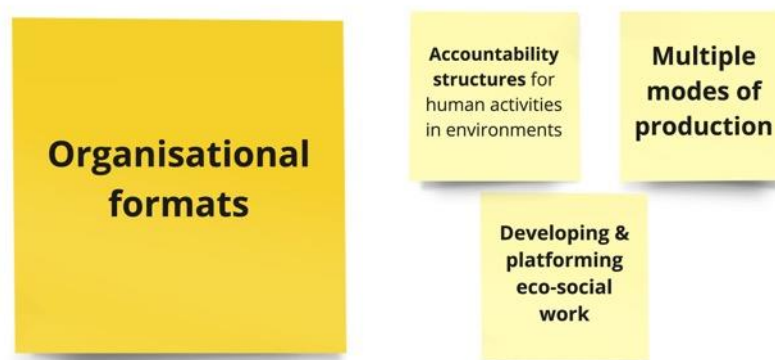 Organisational
formats
Accountability
structures for
human activities
in environments
Multiple
modes of
production
Developing &
platforming
eco-social
work